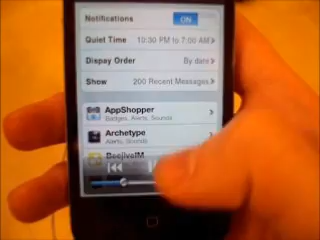 Notifications ON
Quiet Time 10:30 PM to 7:00 AM
Dispay Order By date
Show 200 Recent Messages
AppShopper
Badges, Alerts, Sounds
Archetype
Alerts, Sounds
BeejiveIM